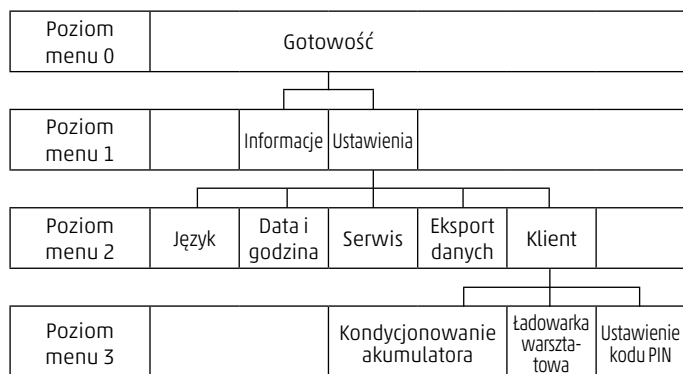 Poziom
menu 0
Gotowość
Poziom
menu 1
Informacje
Ustawienia
Poziom
menu 2
Język
Data i
godzina
Serwis
Eksport
danych
Klient
Poziom
menu 3
Kondycjonowanie
akumulatora
Ładowarka
warszta-
towa
Ustawienie
kodu PIN